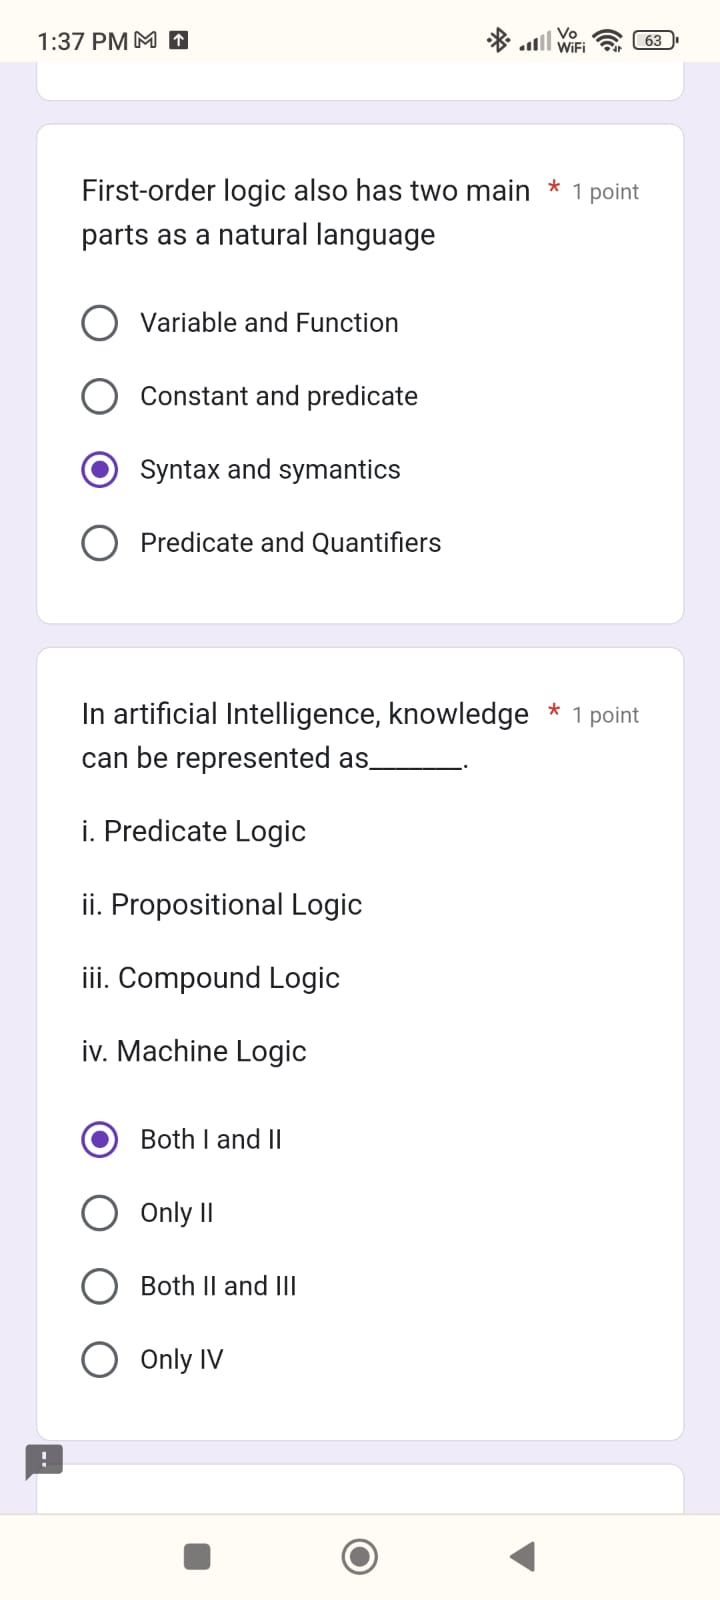 1:37 PM
Vo
WiFi
63
First-order logic also has two main * 1 point
parts as a natural language
Variable and Function
Constant and predicate
Syntax and symantics
Predicate and Quantifiers
In artificial Intelligence, knowledge * 1 point
can be represented as_______.
i. Predicate Logic
ii. Propositional Logic
iii. Compound Logic
iv. Machine Logic
Both I and II
Only II
Both II and III
Only IV